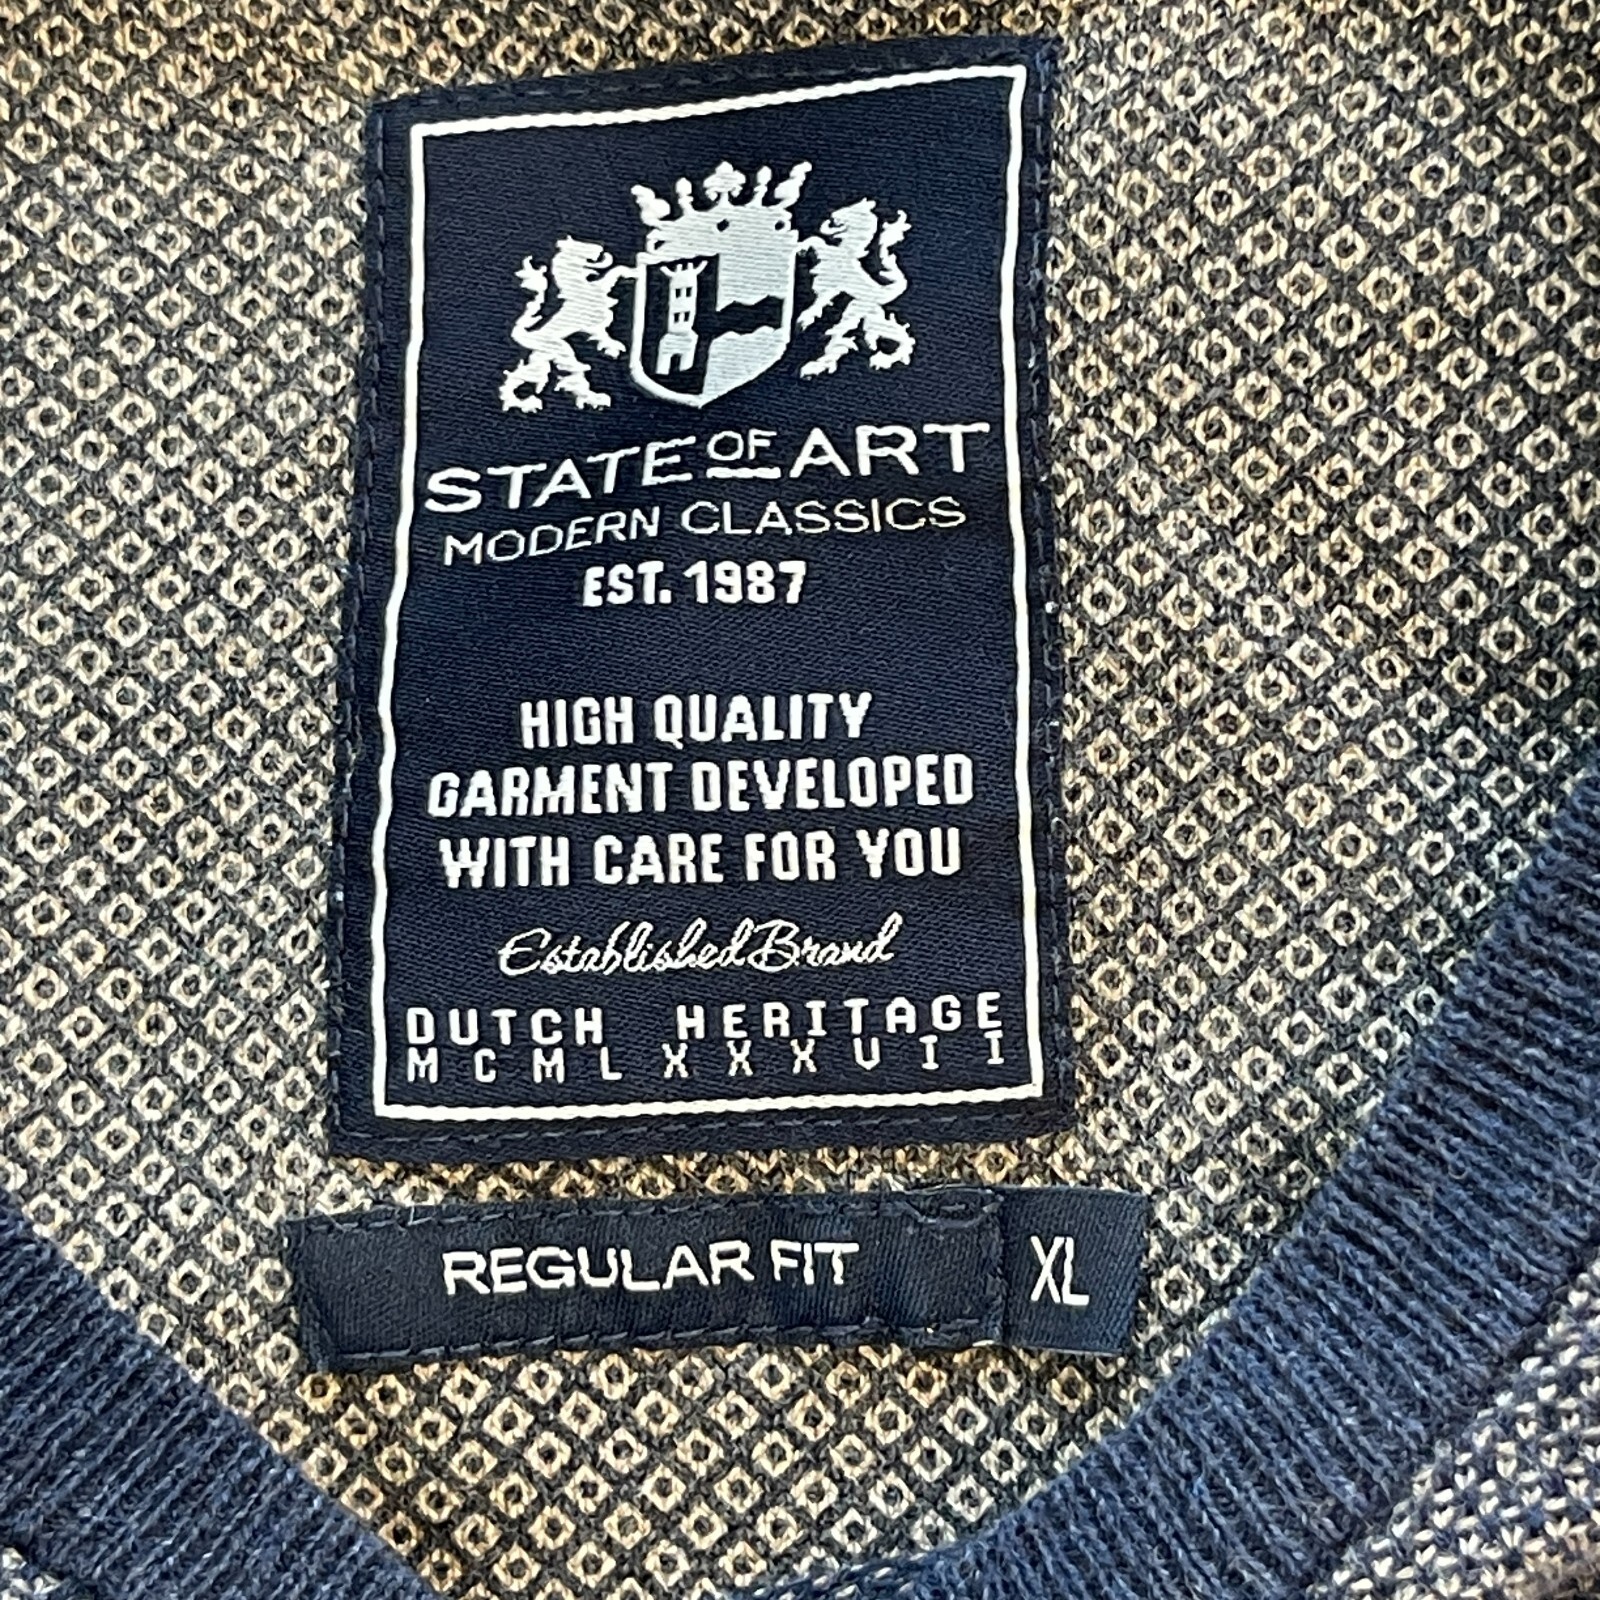 STATE OF ART
MODERN CLASSICS
EST. 1987
HIGH QUALITY
GARMENT DEVELOPED
WITH CARE FOR YOU
Established Brand
DUTCH HERITAGE
MCMLXXXVII
REGULAR FIT XL